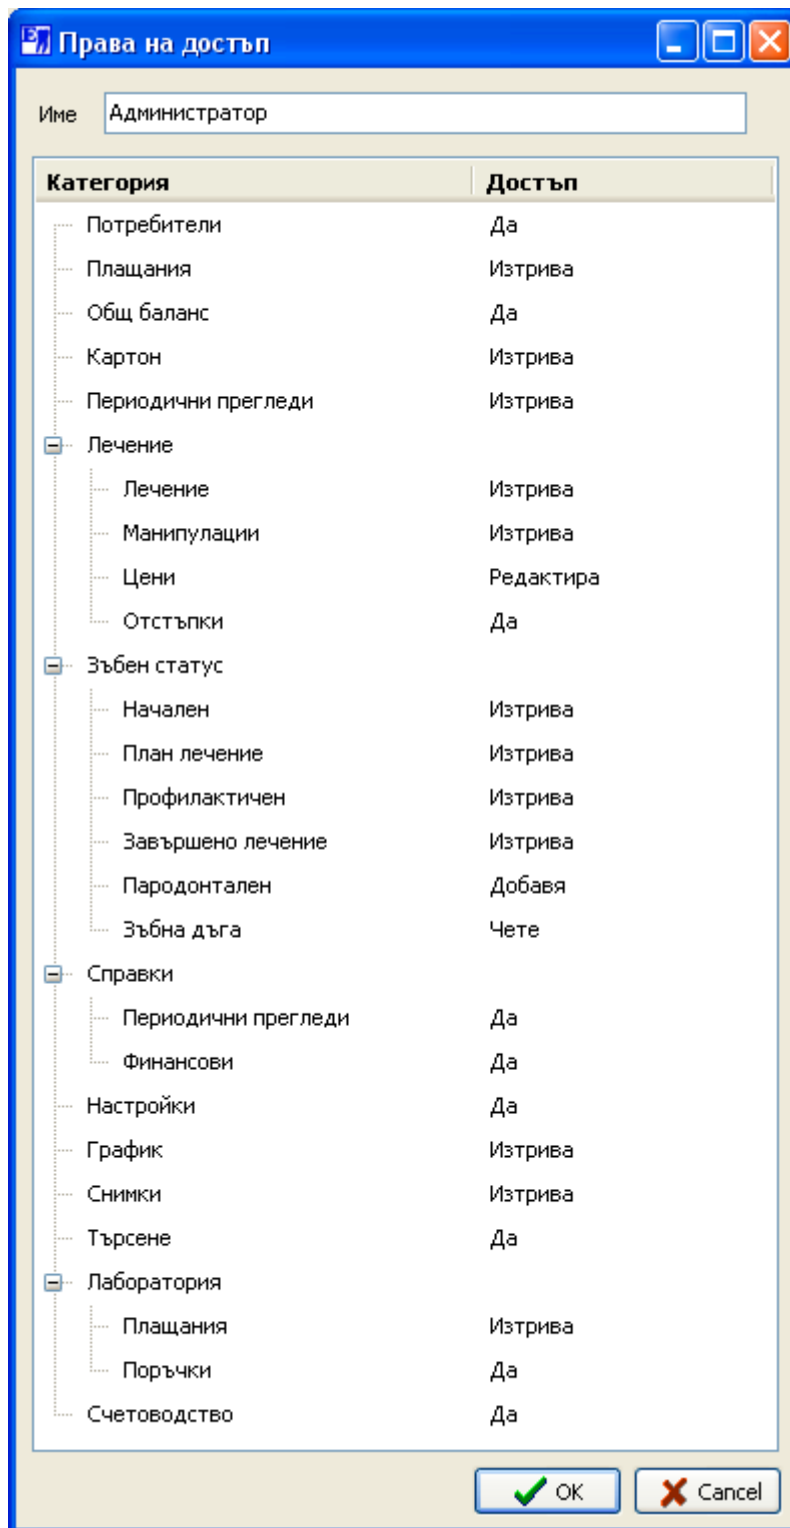 Права на достъп
Име Администратор
Категория Достъп
Потребители Да
Плащания Изтрива
Общ баланс Да
Картон Изтрива
Периодични прегледи Изтрива
Лечение
Лечение Изтрива
Манипулации Изтрива
Цени Редактира
Отстъпки Да
Зъбен статус
Начален Изтрива
План лечение Изтрива
Профилактичен Изтрива
Завършено лечение Изтрива
Пародонтален Добавя
Зъбна дъга Чете
Справки
Периодични прегледи Да
Финансови Да
Настройки Да
График Изтрива
Снимки Изтрива
Търсене Да
Лаборатория
Плащания Изтрива
Поръчки Да
Счетоводство Да
OK Cancel